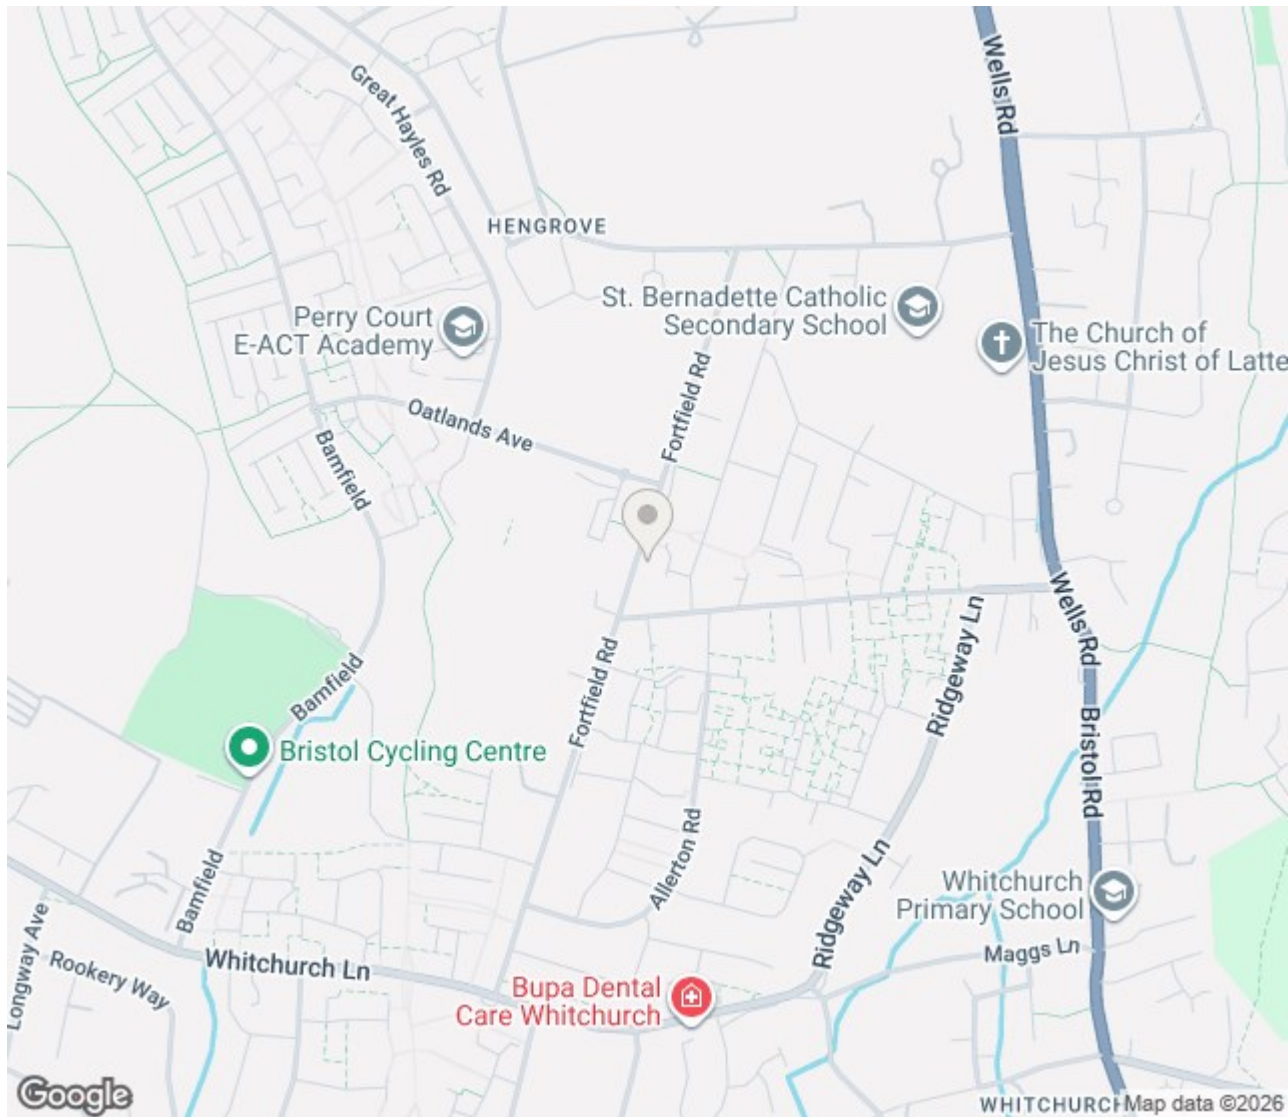 Wells Rd
Great Hayles Rd
HENGROVE
St. Bernadette Catholic
Secondary School
Perry Court
E-ACT Academy
The Church of
Jesus Christ of Latte
Fortfield Rd
Oatlands Ave
Bamfield
Wells Rd
Ridgeway Ln
Bamfield
Fortfield Rd
Bristol Rd
Bristol Cycling Centre
Allerton Rd
Ridgeway Ln
Whitchurch
Primary School
Bamfield
Longway Ave
Rookery Way
Whitchurch Ln
Maggs Ln
Bupa Dental
Care Whitchurch
Google
WHITCHURCH
Map data ©2026